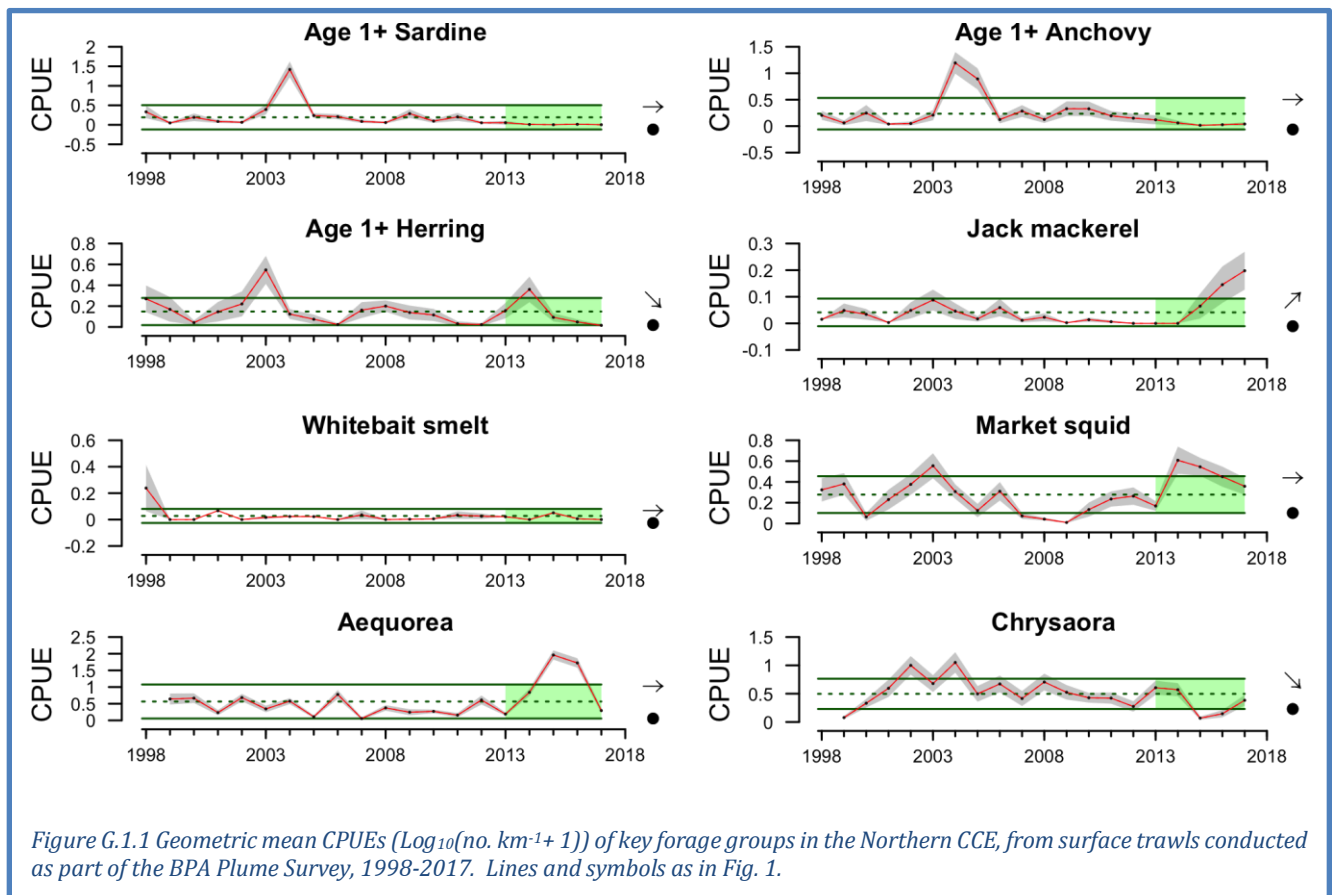 Age 1+ Sardine
CPUE
2
1.5
1
0.5
0
-0.5
1998 2003 2008 2013 2018
→
●
Age 1+ Anchovy
CPUE
1.5
1
0.5
0
-0.5
1998 2003 2008 2013 2018
→
●
Age 1+ Herring
CPUE
0.8
0.6
0.4
0.2
0
1998 2003 2008 2013 2018
↘
●
Jack mackerel
CPUE
0.3
0.2
0.1
0
-0.1
1998 2003 2008 2013 2018
↗
●
Whitebait smelt
CPUE
0.6
0.4
0.2
0
-0.2
1998 2003 2008 2013 2018
→
●
Market squid
CPUE
0.8
0.6
0.4
0.2
0
1998 2003 2008 2013 2018
→
●
Aequorea
CPUE
2.5
2
1.5
1
0.5
0
1998 2003 2008 2013 2018
→
●
Chrysaora
CPUE
1.5
1
0.5
0
1998 2003 2008 2013 2018
↘
●
Figure G.1.1 Geometric mean CPUEs (Log₁₀(no. km⁻¹+ 1)) of key forage groups in the Northern CCE, from surface trawls conducted
as part of the BPA Plume Survey, 1998-2017. Lines and symbols as in Fig. 1.